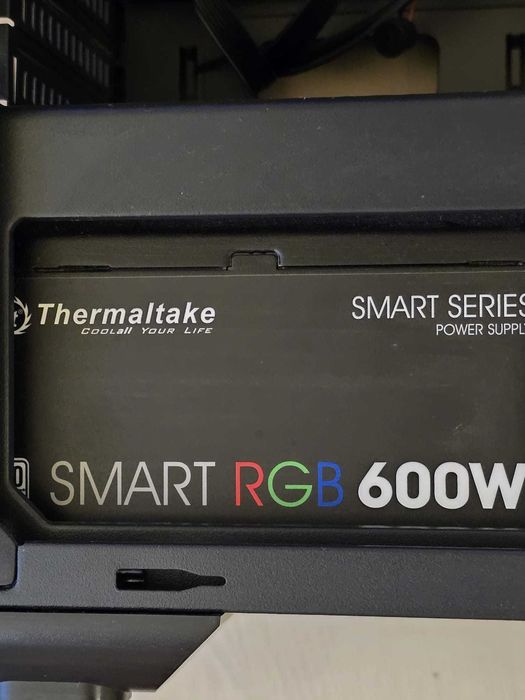 Thermaltake
COOLall YOUR LIFE
SMART SERIES
POWER SUPPLY
SMART RGB 600W